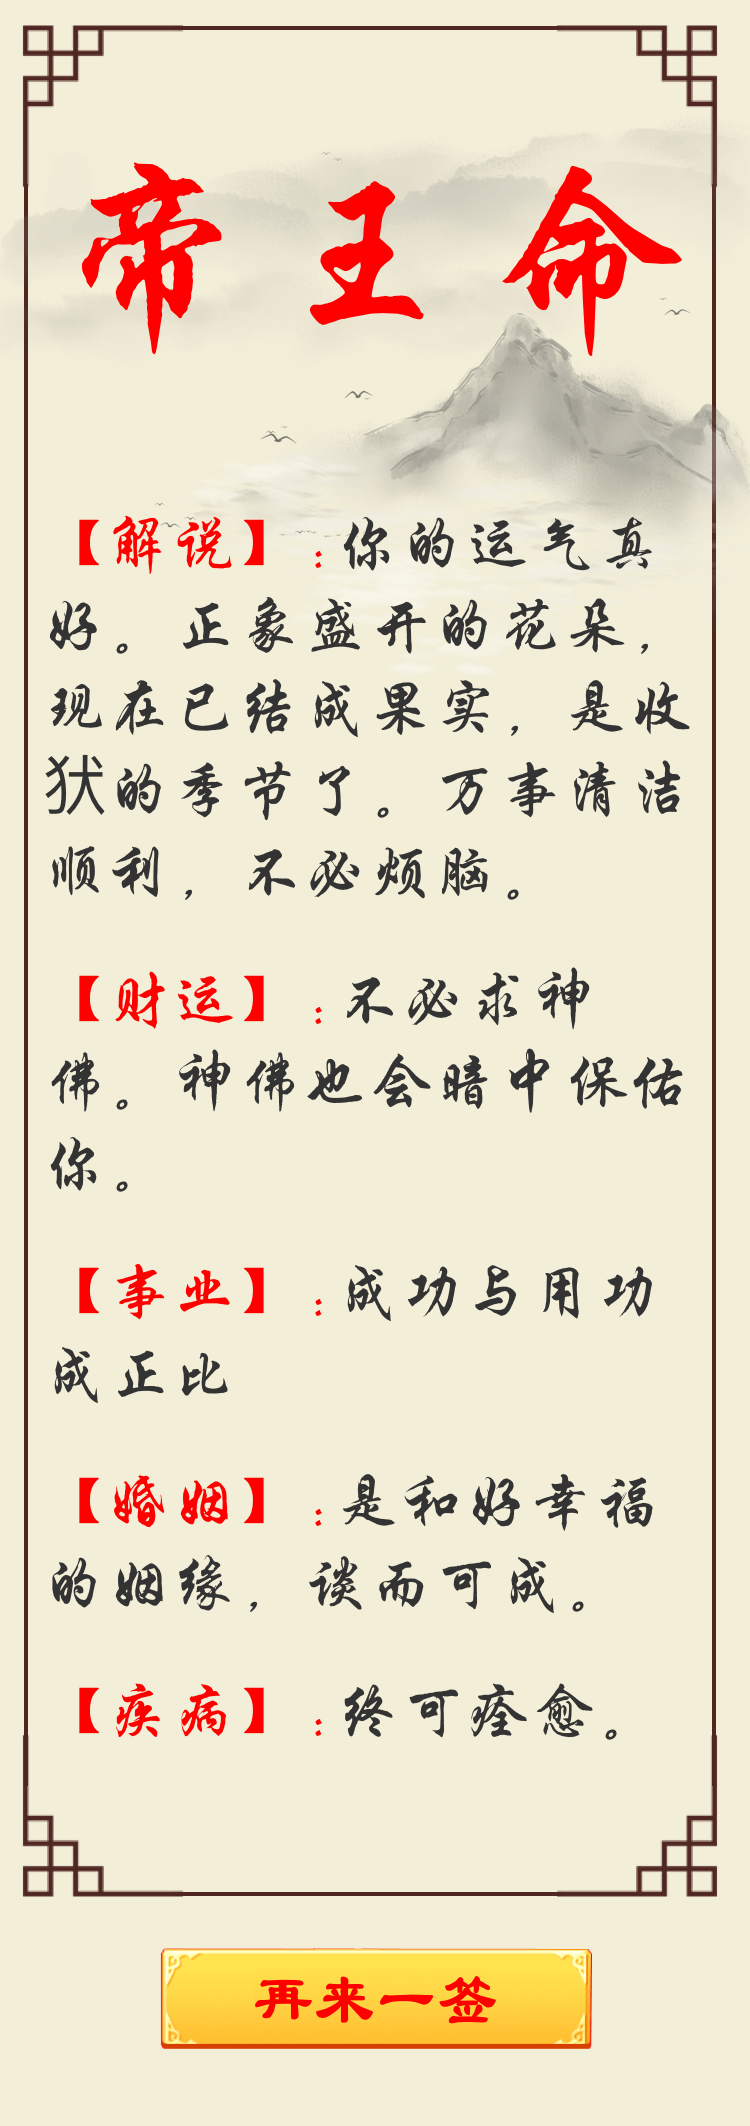 帝王命
【解说】：你的运气真
好。正象盛开的花朵，
现在已结成果实，是收
状的季节了。万事清洁
顺利，不必烦脑。
【财运】：不必求神
佛。神佛也会暗中保佑
你。
【事业】：成功与用功
成正比
【婚姻】：是和好幸福
的姻缘，谈而可成。
【疾病】：终可痊愈。
再来一签